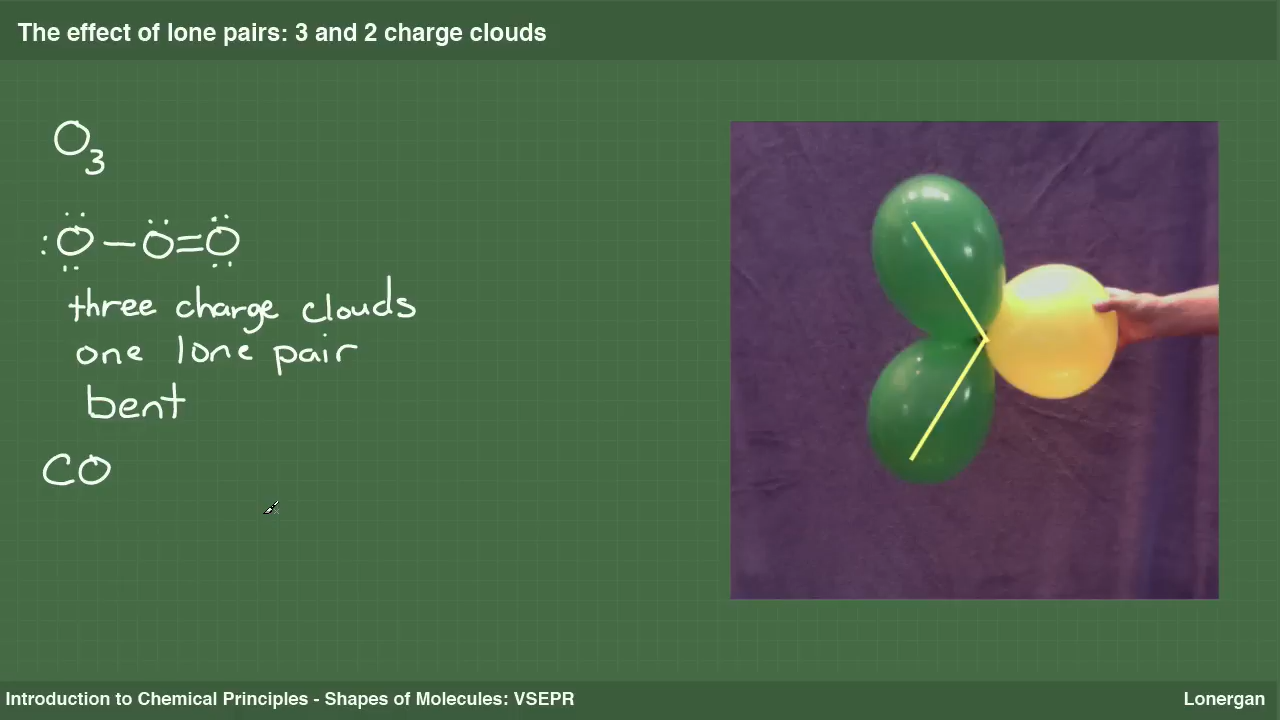 The effect of lone pairs: 3 and 2 charge clouds
O₃
:Ö̤ – Ö = Ö̤
three charge clouds
one lone pair
bent
CO
Introduction to Chemical Principles - Shapes of Molecules: VSEPR
Lonergan